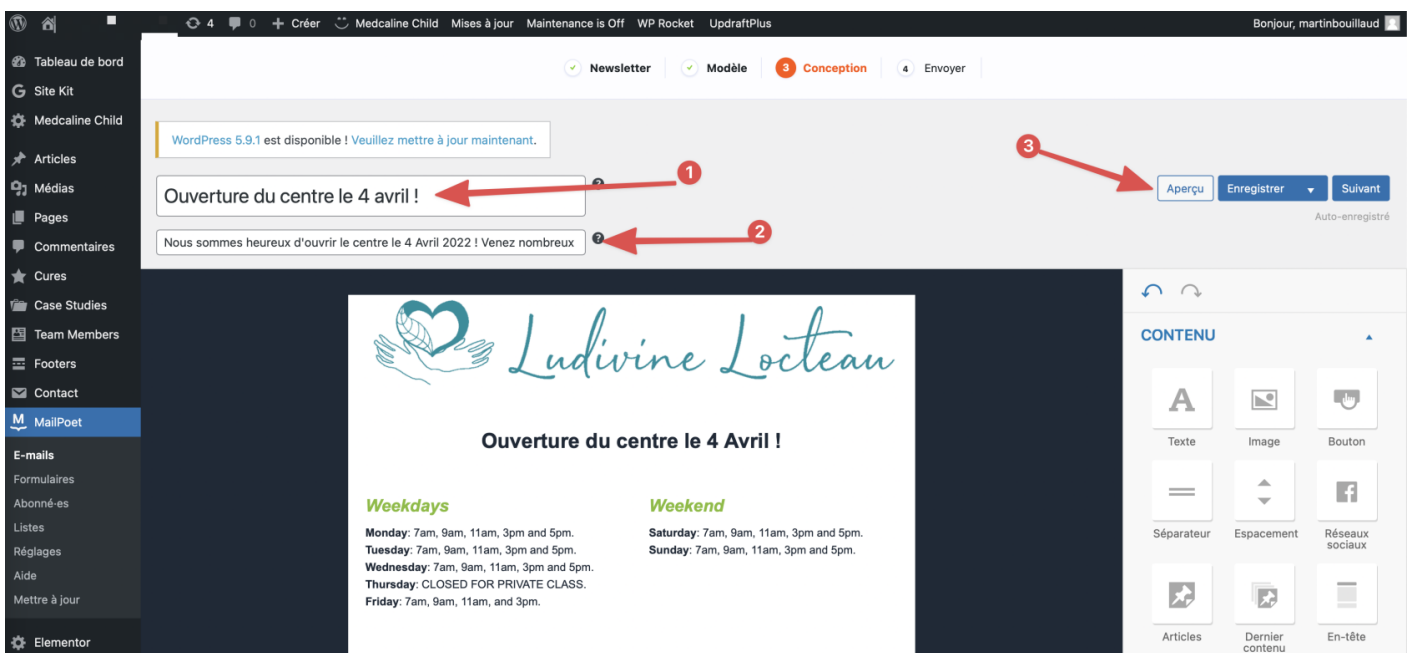 4 0 Créer Medcaline Child Mises à jour Maintenance is Off WP Rocket UpdraftPlus Bonjour, martinbouillaud
Tableau de bord
Site Kit
Medcaline Child
Articles
Médias
Pages
Commentaires
Cures
Case Studies
Team Members
Footers
Contact
MailPoet
E-mails
Formulaires
Abonné·es
Listes
Réglages
Aide
Mettre à jour
Elementor
Newsletter Modèle 3 Conception 4 Envoyer
WordPress 5.9.1 est disponible ! Veuillez mettre à jour maintenant.
1
3
Ouverture du centre le 4 avril !
Aperçu Enregistrer Suivant
Auto-enregistré
2
Nous sommes heureux d'ouvrir le centre le 4 Avril 2022 ! Venez nombreux
Ludivine Locteau
Ouverture du centre le 4 Avril !
Weekdays
Monday: 7am, 9am, 11am, 3pm and 5pm.
Tuesday: 7am, 9am, 11am, 3pm and 5pm.
Wednesday: 7am, 9am, 11am, 3pm and 5pm.
Thursday: CLOSED FOR PRIVATE CLASS.
Friday: 7am, 9am, 11am, and 3pm.
Weekend
Saturday: 7am, 9am, 11am, 3pm and 5pm.
Sunday: 7am, 9am, 11am, 3pm and 5pm.
CONTENU
Texte Image Bouton
Séparateur Espacement Réseaux
sociaux
Articles Dernier En-tête
contenu